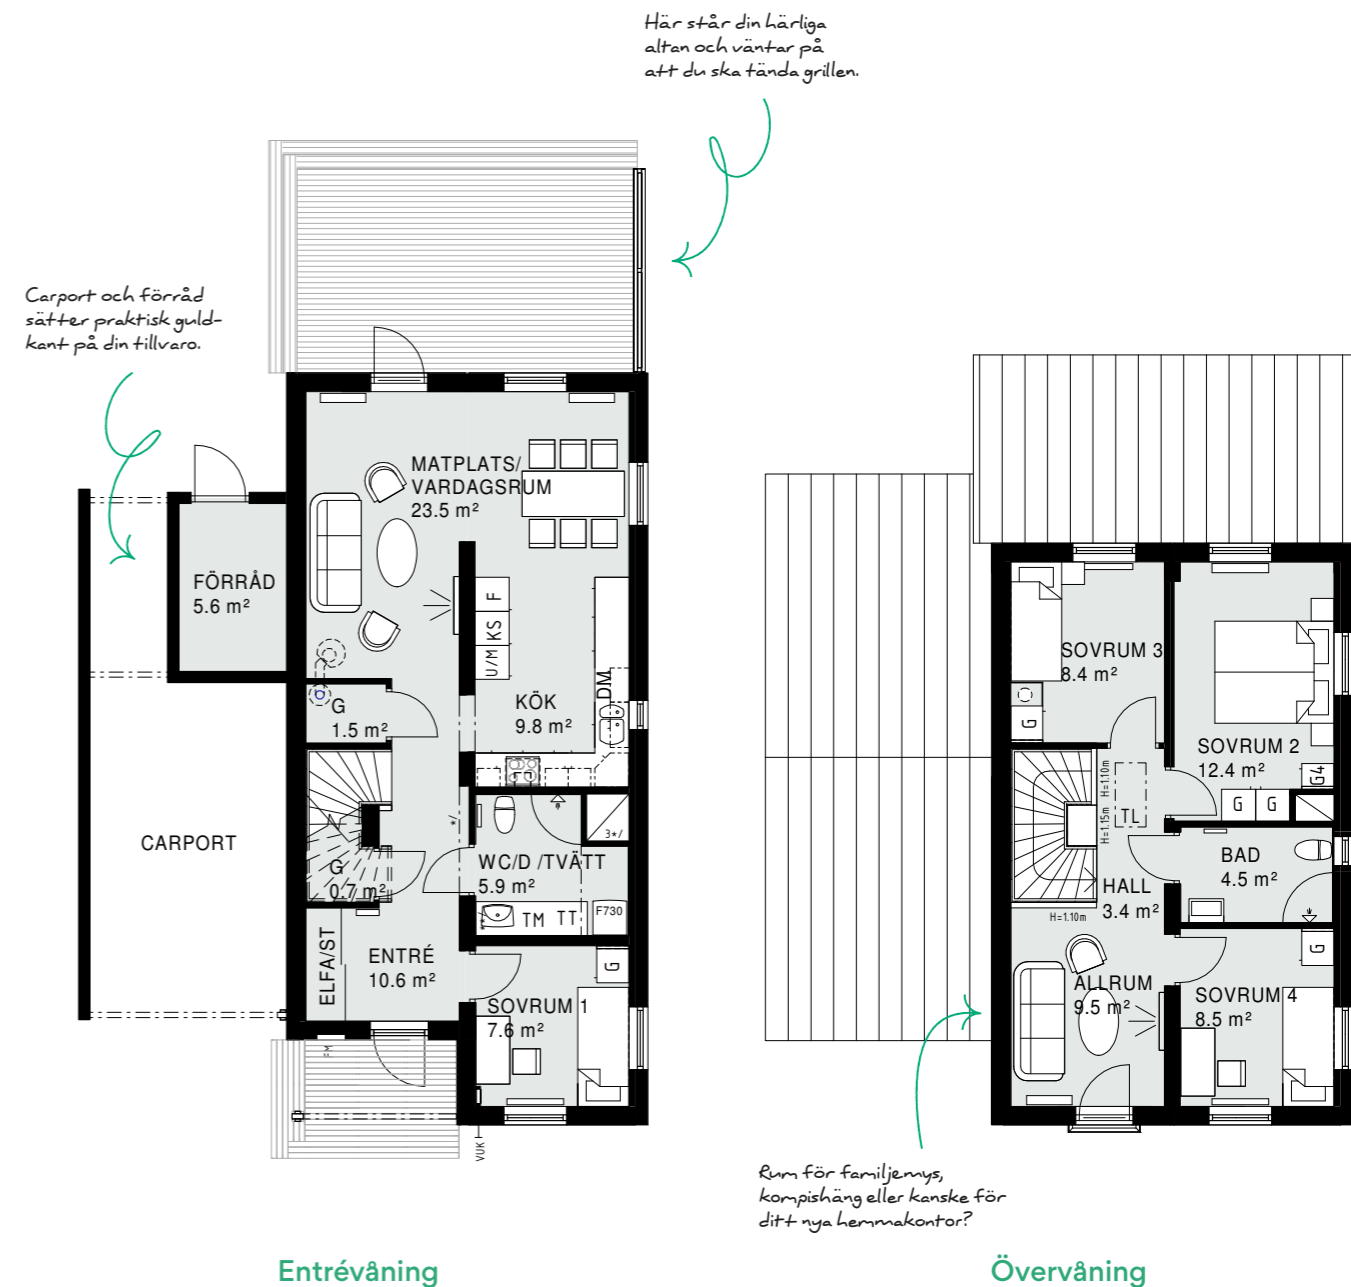 Här står din härliga
altan och väntar på
att du ska tända grillen.
Carport och förråd
sätter praktisk guld-
kant på din tillvaro.
MATPLATS/
VARDAGSRUM
23.5 m²
FÖRRÅD
5.6 m²
F
KS
U/M
DM
KÖK
9.8 m²
G
1.5 m²
CARPORT
G
0.7 m²
*/
3*/
WC/D /TVÄTT
5.9 m²
TM
TT
F730
ELFA/ST
ENTRÉ
10.6 m²
G
SOVRUM 1
7.6 m²
FM
VUK
Entrévåning
SOVRUM 3
8.4 m²
G
SOVRUM 2
12.4 m²
G4
G
G
H=1.10m
H=1.15m
TL
BAD
4.5 m²
HALL
3.4 m²
H=1.10m
ALLRUM
9.5 m²
G
SOVRUM 4
8.5 m²
Rum för familjemys,
kompishäng eller kanske för
ditt nya hemmakontor?
Övervåning